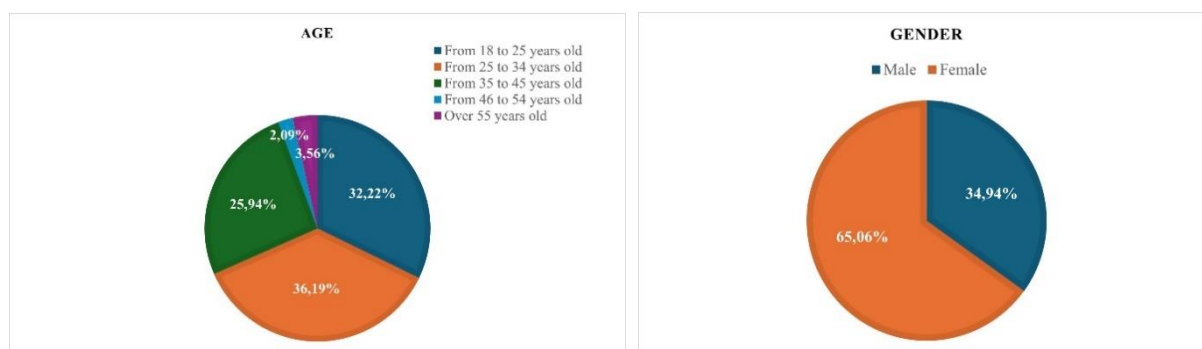 AGE
From 18 to 25 years old
From 25 to 34 years old
From 35 to 45 years old
From 46 to 54 years old
Over 55 years old
2,09%
3,56%
32,22%
25,94%
36,19%
GENDER
Male Female
34,94%
65,06%